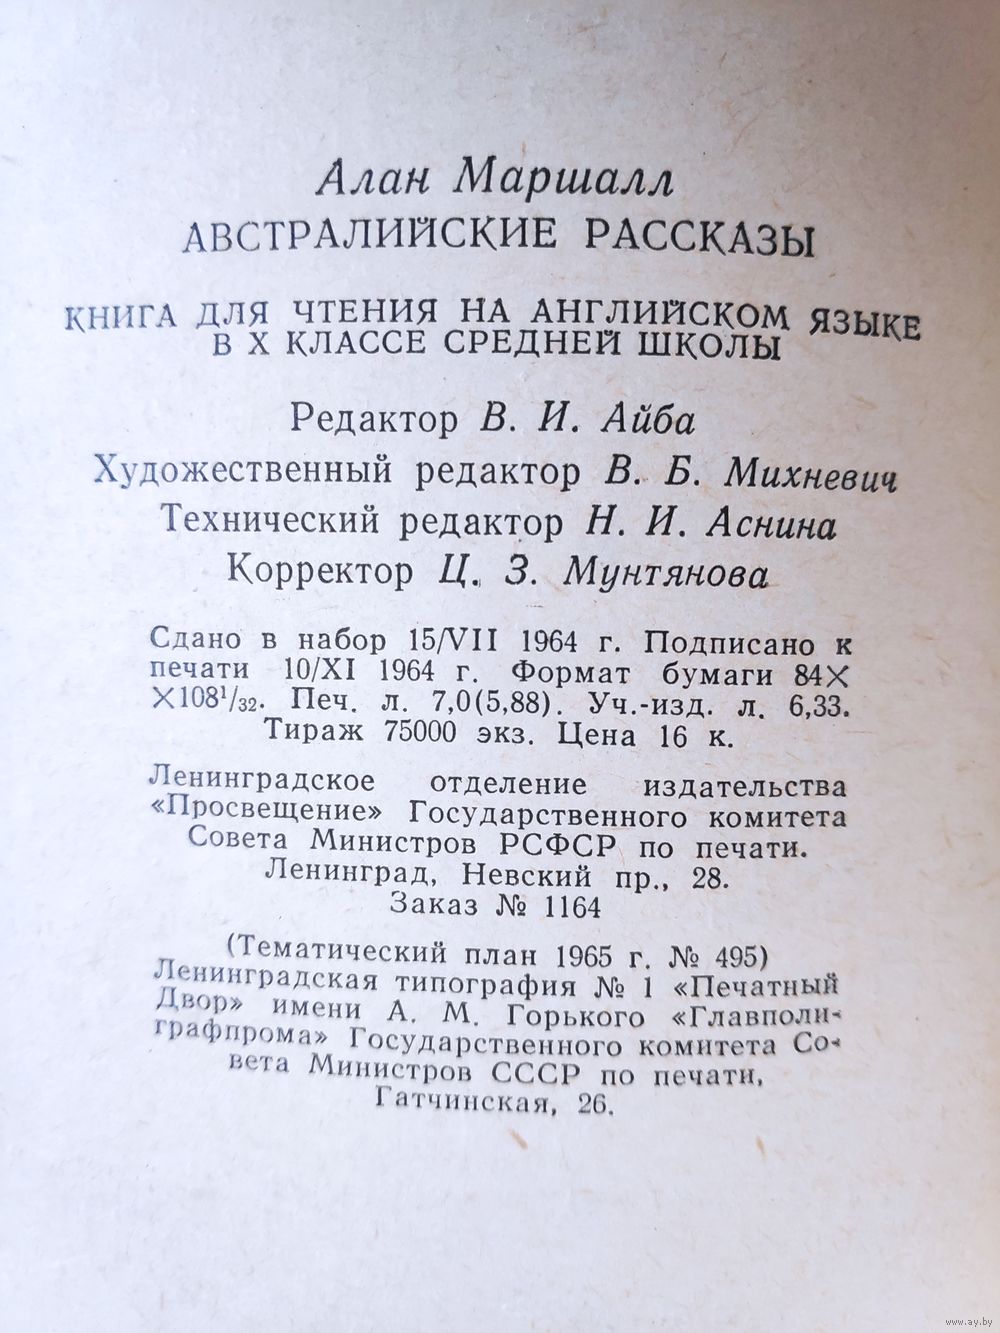 Алан Маршалл
АВСТРАЛИЙСКИЕ РАССКАЗЫ
КНИГА ДЛЯ ЧТЕНИЯ НА АНГЛИЙСКОМ ЯЗЫКЕ
В X КЛАССЕ СРЕДНЕЙ ШКОЛЫ
Редактор В. И. Айба
Художественный редактор В. Б. Михневич
Технический редактор Н. И. Аснина
Корректор Ц. З. Мунтянова
Сдано в набор 15/VII 1964 г. Подписано к
печати 10/XI 1964 г. Формат бумаги 84×
×108¹/₃₂. Печ. л. 7,0(5,88). Уч.-изд. л. 6,33.
Тираж 75000 экз. Цена 16 к.
Ленинградское отделение издательства
«Просвещение» Государственного комитета
Совета Министров РСФСР по печати.
Ленинград, Невский пр., 28.
Заказ № 1164
(Тематический план 1965 г. № 495)
Ленинградская типография № 1 «Печатный
Двор» имени А. М. Горького «Главполи-
графпрома» Государственного комитета Со-
вета Министров СССР по печати,
Гатчинская, 26.
www.ay.by